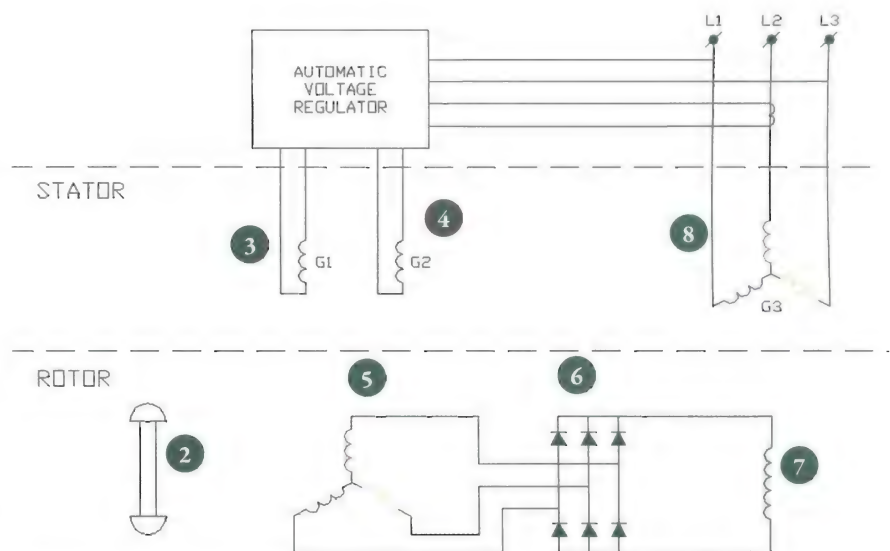 L1 L2 L3
AUTOMATIC
VOLTAGE
REGULATOR
STATOR
3 G1 4 G2 8
G3
ROTOR
5 6
2 7